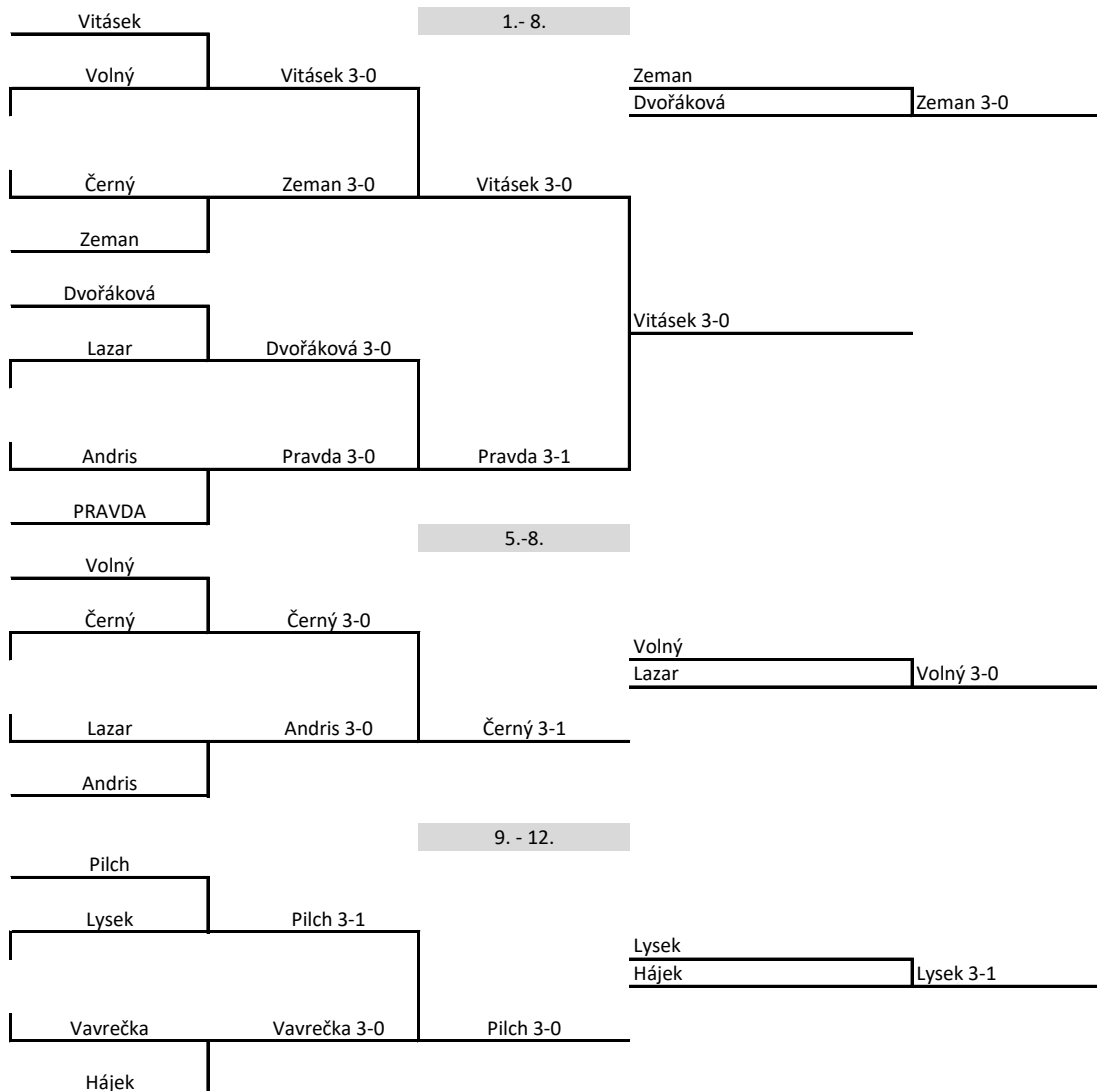 Vitásek
1.- 8.
Volný
Vitásek 3-0
Zeman
Dvořáková
Zeman 3-0
Černý
Zeman 3-0
Vitásek 3-0
Zeman
Dvořáková
Vitásek 3-0
Lazar
Dvořáková 3-0
Andris
Pravda 3-0
Pravda 3-1
PRAVDA
5.-8.
Volný
Černý
Černý 3-0
Volný
Lazar
Volný 3-0
Lazar
Andris 3-0
Černý 3-1
Andris
9. - 12.
Pilch
Lysek
Pilch 3-1
Lysek
Hájek
Lysek 3-1
Vavrečka
Vavrečka 3-0
Pilch 3-0
Hájek